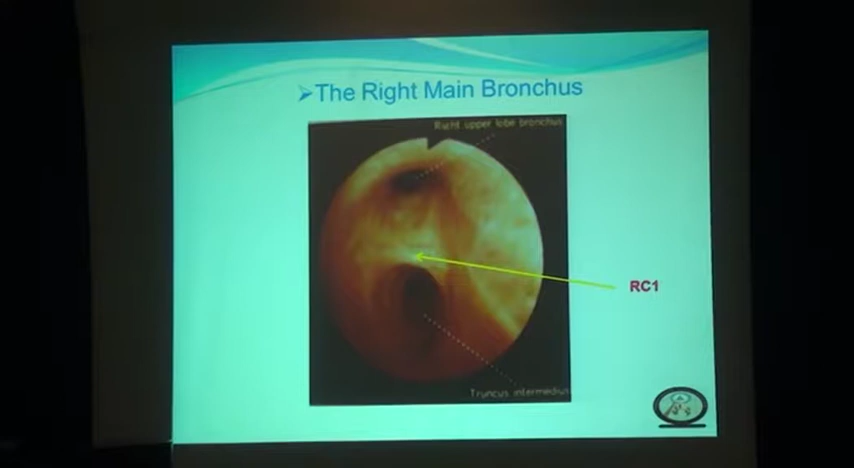 ➢The Right Main Bronchus
Right upper lobe bronchus
RC1
Truncus intermedius